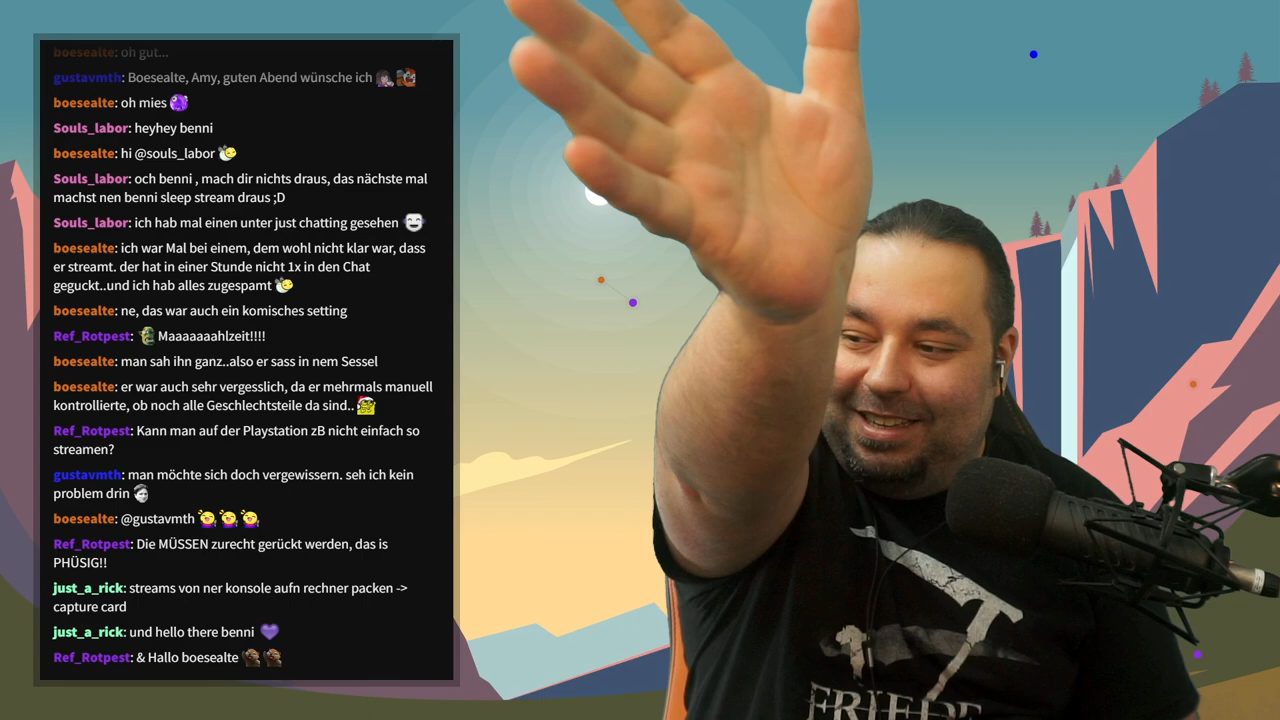 boesealte: oh gut...
gustavmth: Boesealte, Amy, guten Abend wünsche ich
boesealte: oh mies
Souls_labor: heyhey benni
boesealte: hi @souls_labor
Souls_labor: och benni , mach dir nichts draus, das nächste mal
machst nen benni sleep stream draus ;D
Souls_labor: ich hab mal einen unter just chatting gesehen
boesealte: ich war Mal bei einem, dem wohl nicht klar war, dass
er streamt. der hat in einer Stunde nicht 1x in den Chat
geguckt..und ich hab alles zugespamt
boesealte: ne, das war auch ein komisches setting
Ref_Rotpest: Maaaaaaahlzeit!!!!
boesealte: man sah ihn ganz..also er sass in nem Sessel
boesealte: er war auch sehr vergesslich, da er mehrmals manuell
kontrollierte, ob noch alle Geschlechtsteile da sind..
Ref_Rotpest: Kann man auf der Playstation zB nicht einfach so
streamen?
gustavmth: man möchte sich doch vergewissern. seh ich kein
problem drin
boesealte: @gustavmth
Ref_Rotpest: Die MÜSSEN zurecht gerückt werden, das is
PHÜSIG!!
just_a_rick: streams von ner konsole aufn rechner packen ->
capture card
just_a_rick: und hello there benni
Ref_Rotpest: & Hallo boesealte
FRIEDE